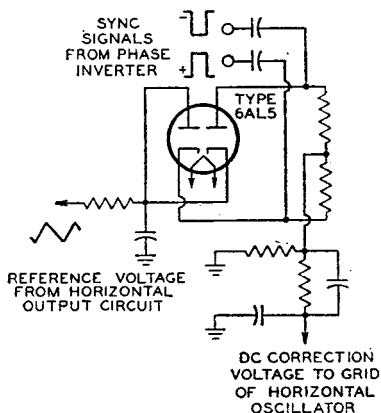 SYNC
SIGNALS
FROM PHASE
INVERTER
−
+
TYPE
6AL5
REFERENCE VOLTAGE
FROM HORIZONTAL
OUTPUT CIRCUIT
DC CORRECTION
VOLTAGE TO GRID
OF HORIZONTAL
OSCILLATOR